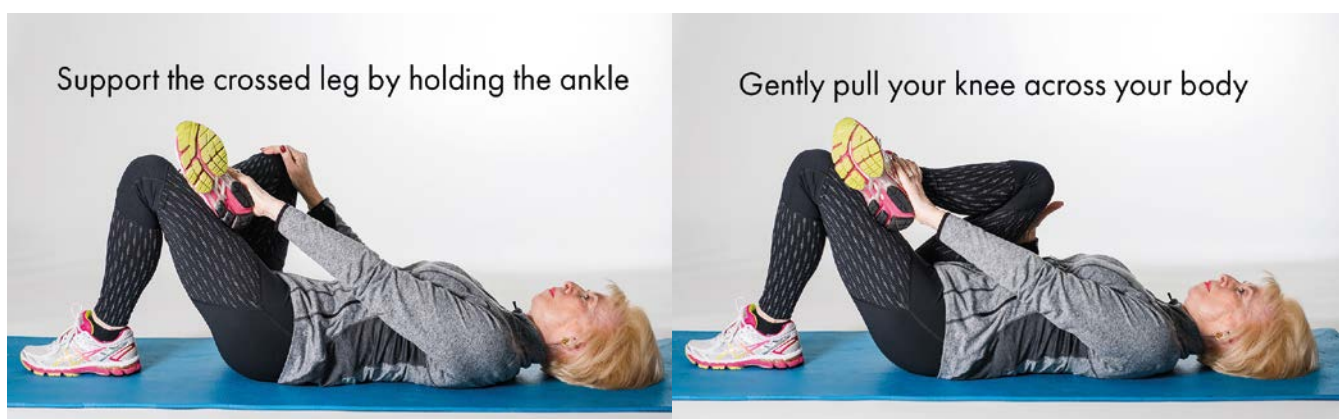 Support the crossed leg by holding the ankle
Gently pull your knee across your body